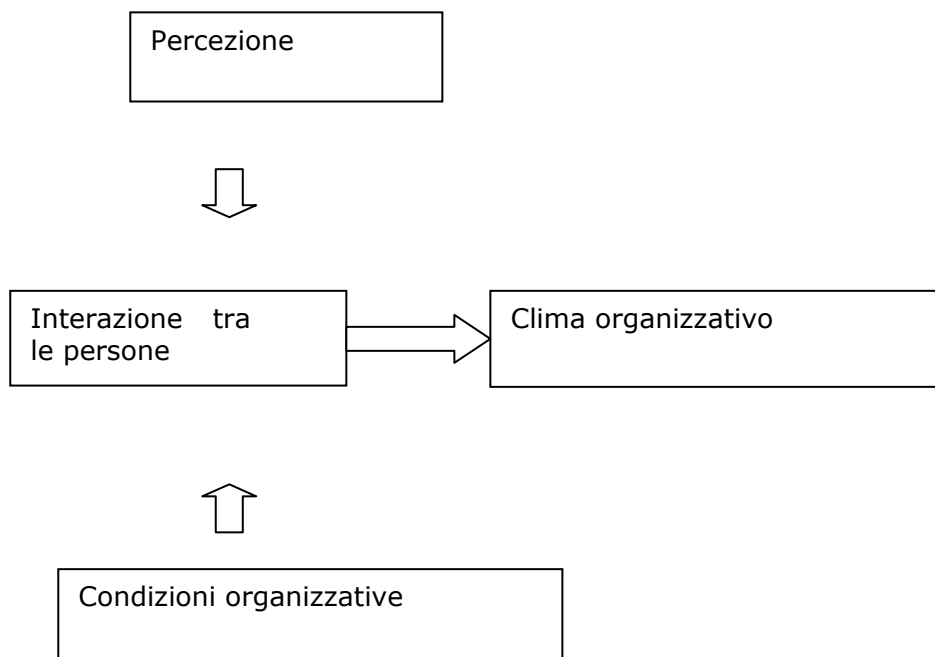 Percezione
Interazione tra
le persone
Clima organizzativo
Condizioni organizzative